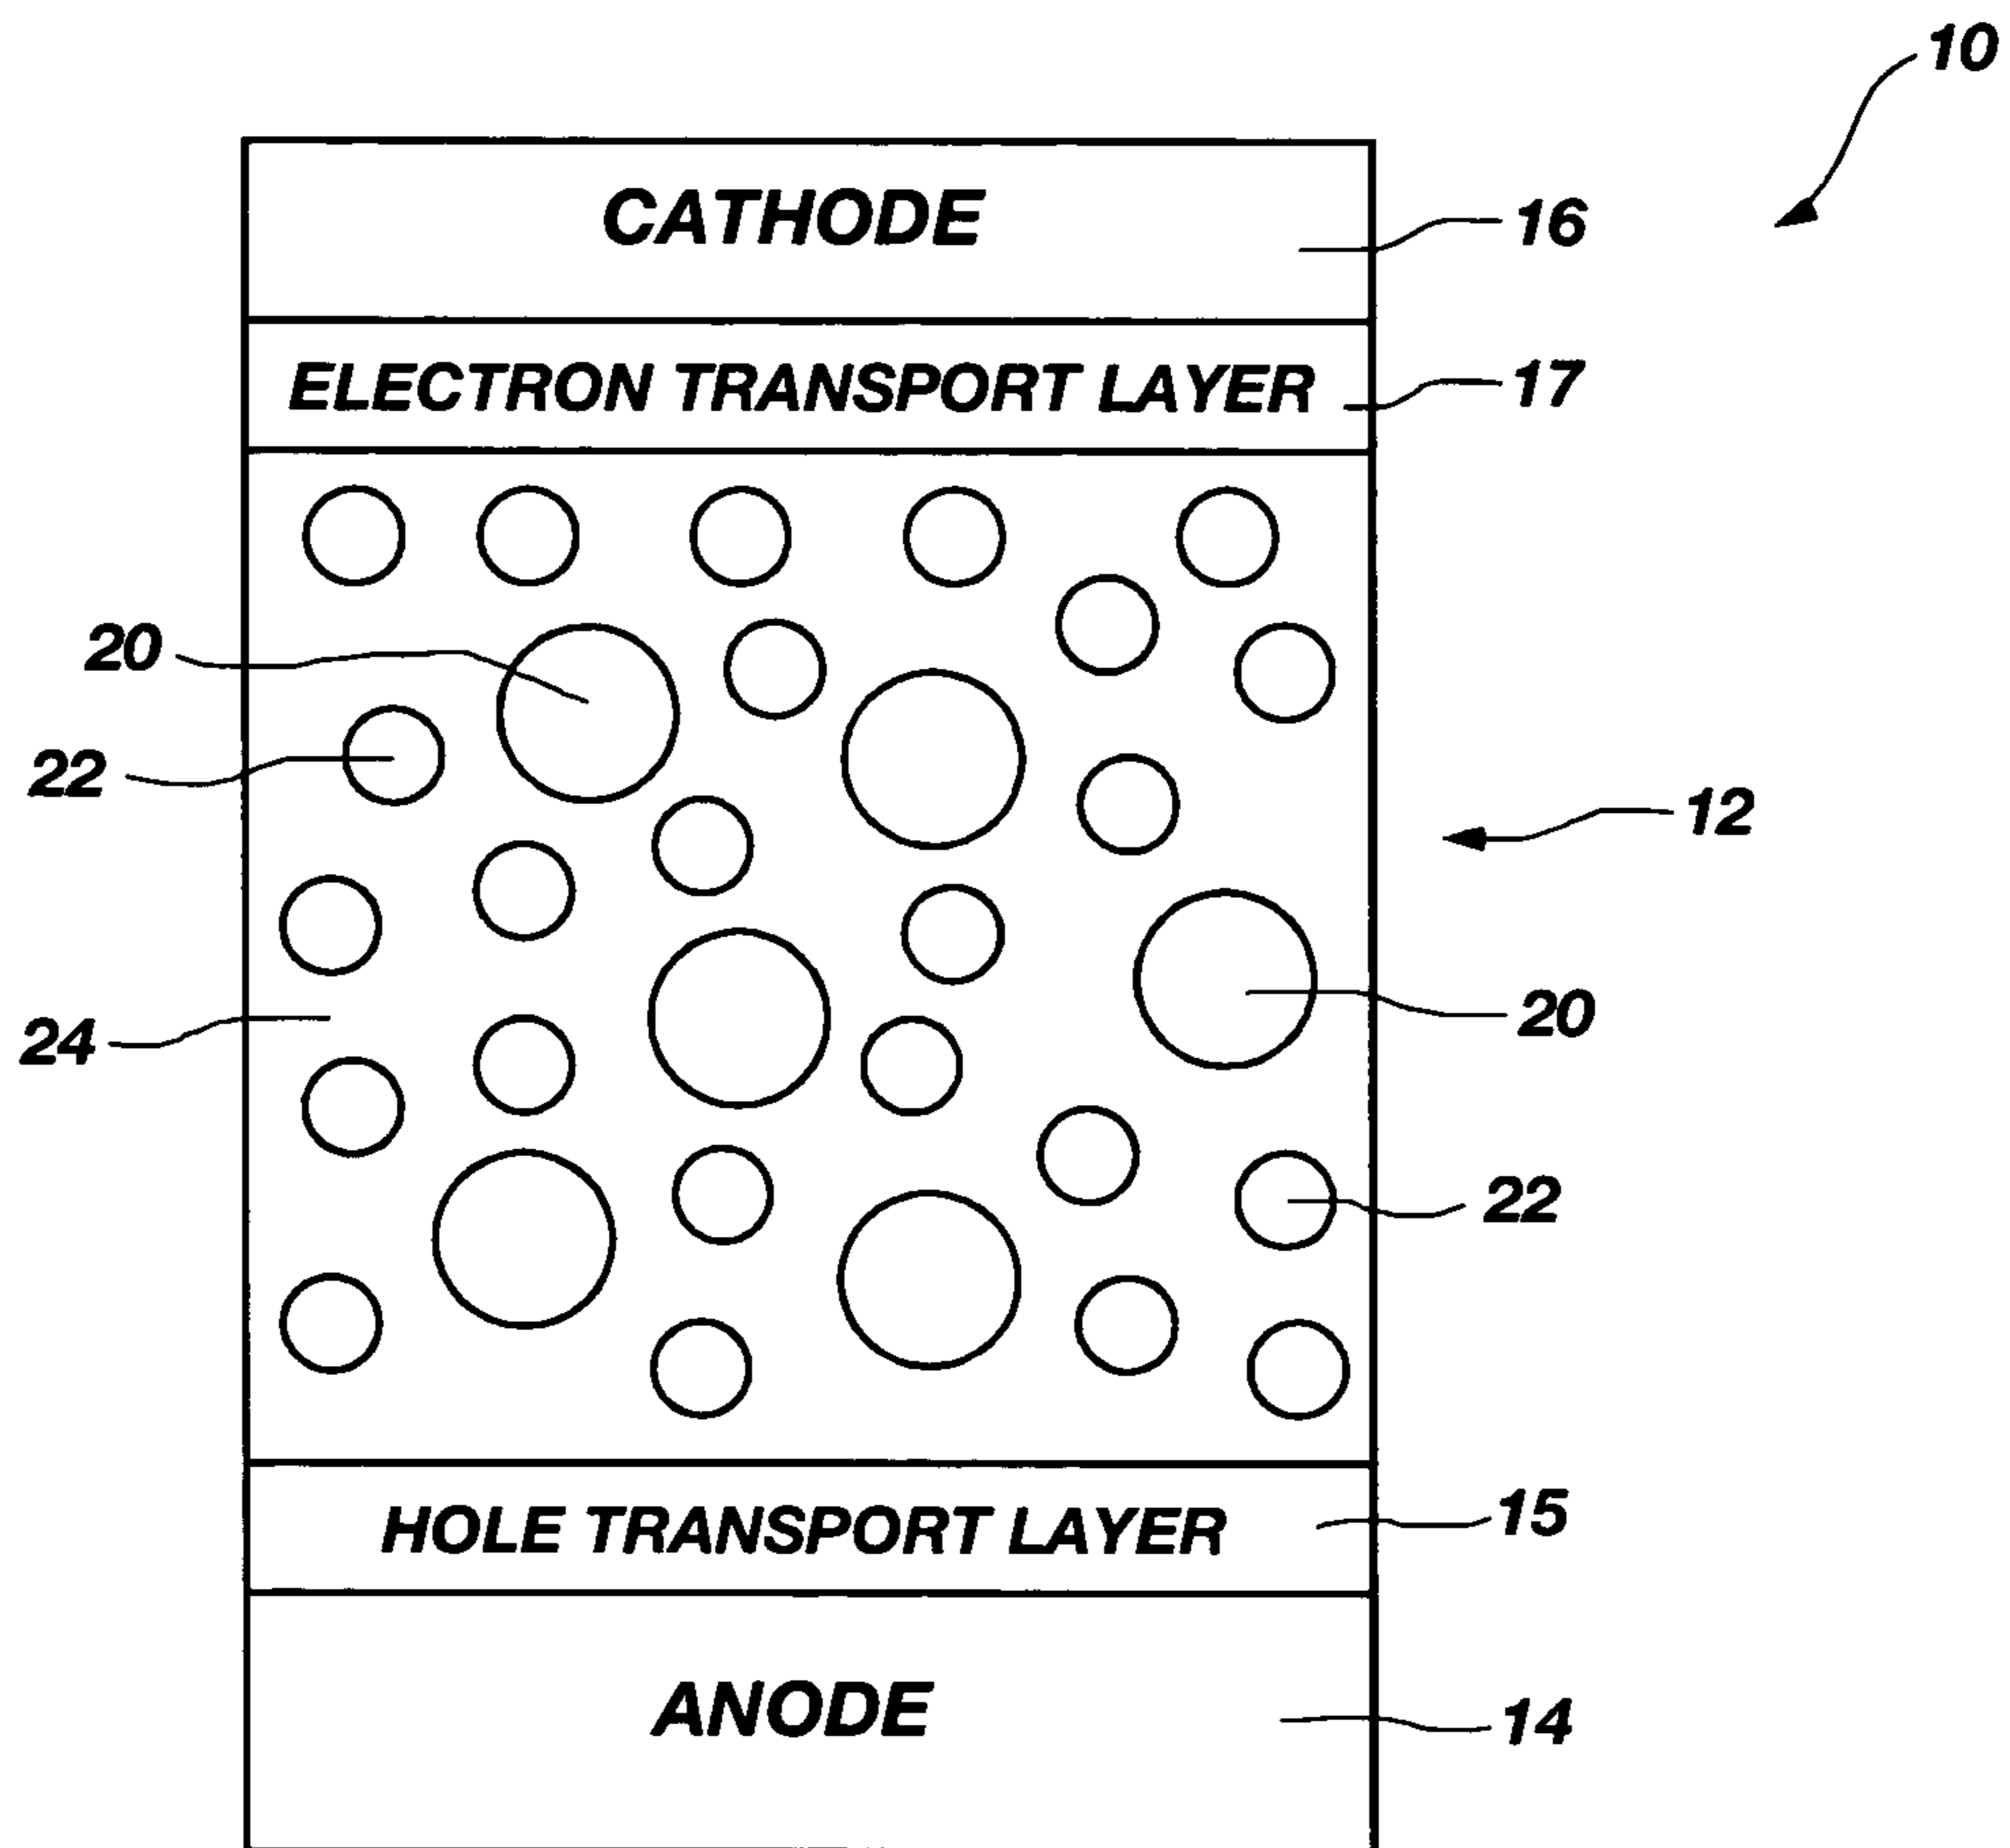 10
CATHODE
16
ELECTRON TRANSPORT LAYER
17
20
22
12
24
20
22
HOLE TRANSPORT LAYER
15
ANODE
14